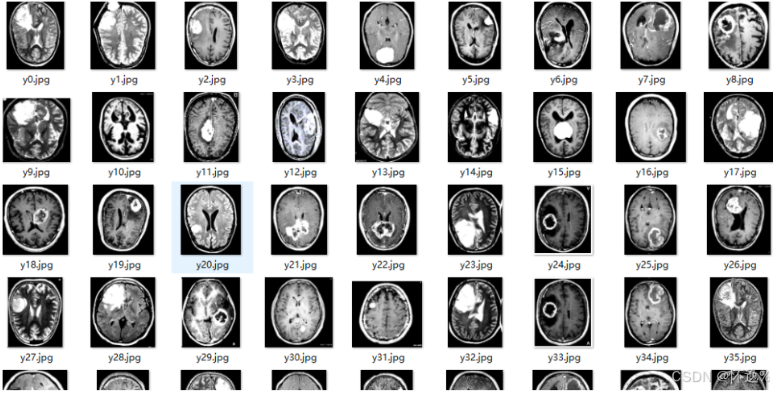 y0.jpg y1.jpg y2.jpg y3.jpg y4.jpg y5.jpg y6.jpg y7.jpg y8.jpg
y9.jpg y10.jpg y11.jpg y12.jpg y13.jpg y14.jpg y15.jpg y16.jpg y17.jpg
y18.jpg y19.jpg y20.jpg y21.jpg y22.jpg y23.jpg y24.jpg y25.jpg y26.jpg
y27.jpg y28.jpg y29.jpg y30.jpg y31.jpg y32.jpg y33.jpg y34.jpg y35.jpg
CSDN